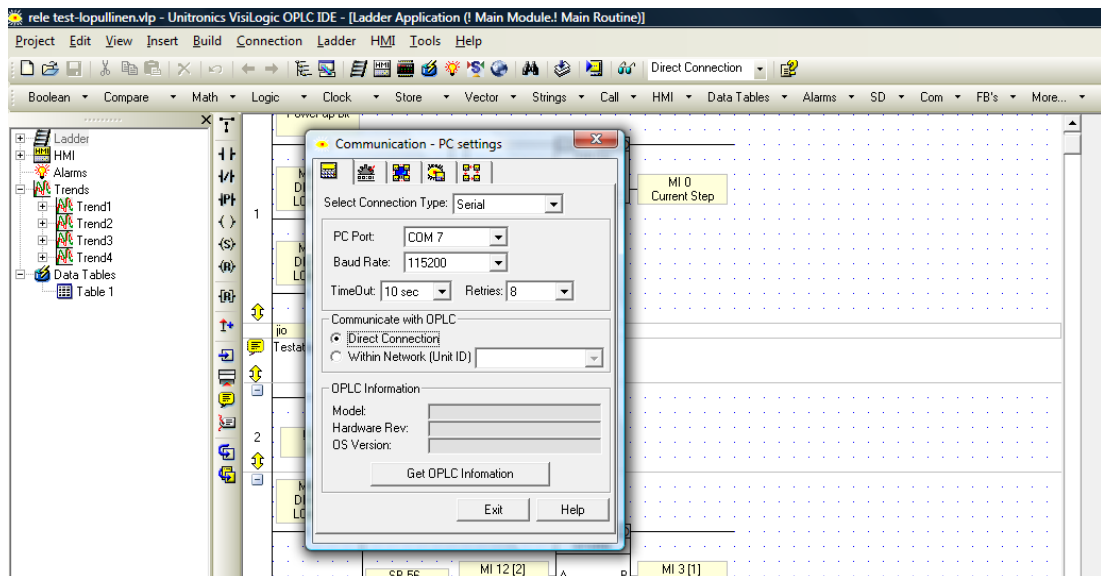 rele test-lopullinen.vlp - Unitronics VisiLogic OPLC IDE - [Ladder Application (! Main Module.! Main Routine)]
Project Edit View Insert Build Connection Ladder HMI Tools Help
Direct Connection
Boolean Compare Math Logic Clock Store Vector Strings Call HMI Data Tables Alarms SD Com FB's More...
Power up bit
Ladder
HMI
Alarms
Trends
Trend1
Trend2
Trend3
Trend4
Data Tables
Table 1
1
MI 0
Current Step
jio
Testat
2
Communication - PC settings
Select Connection Type: Serial
PC Port: COM 7
Baud Rate: 115200
TimeOut: 10 sec Retries: 8
Communicate with OPLC
Direct Connection
Within Network (Unit ID)
OPLC Information
Model:
Hardware Rev:
OS Version:
Get OPLC Infomation
Exit Help
SB 56 MI 12 [2] A B MI 3 [1]